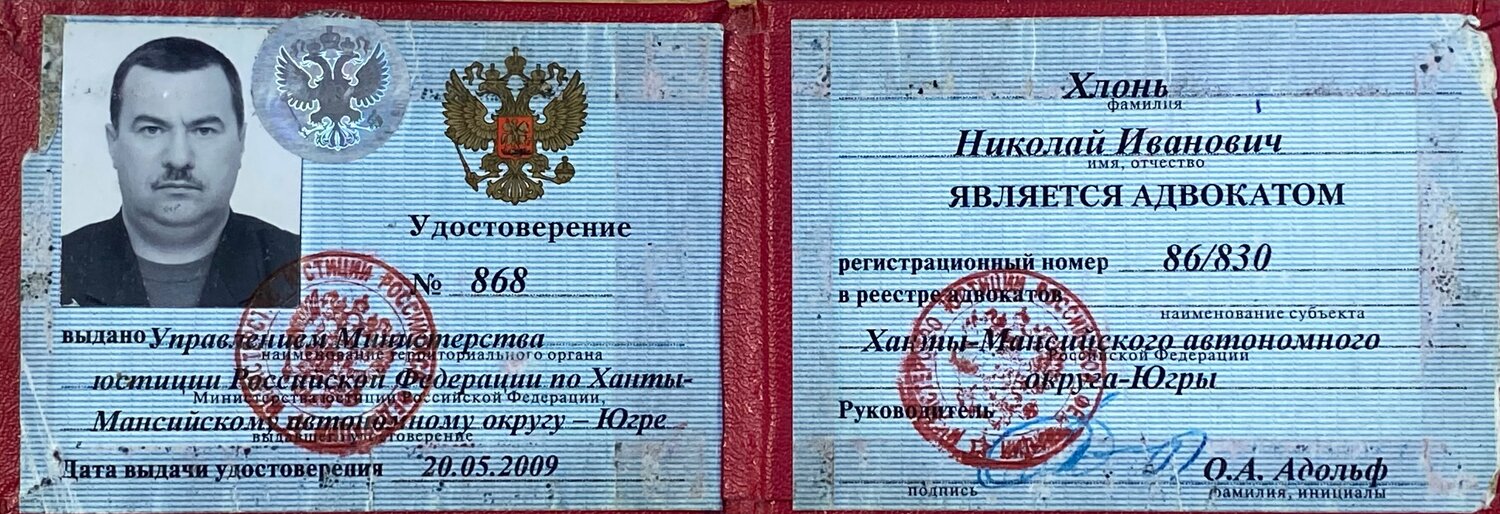 Удостоверение
№ 868
выдано Управлением Министерства
наименование территориального органа
юстиции Российской Федерации по Ханты-
Министерства юстиции Российской Федерации,
Мансийскому автономному округу – Югре
выдавшего удостоверение
Дата выдачи удостоверения 20.05.2009
Хлонь
фамилия
Николай Иванович
имя, отчество
ЯВЛЯЕТСЯ АДВОКАТОМ
регистрационный номер 86/830
в реестре адвокатов
наименование субъекта
Ханты-Мансийского автономного
Российской Федерации
округа-Югры
Руководитель
О.А. Адольф
подпись
фамилия, инициалы